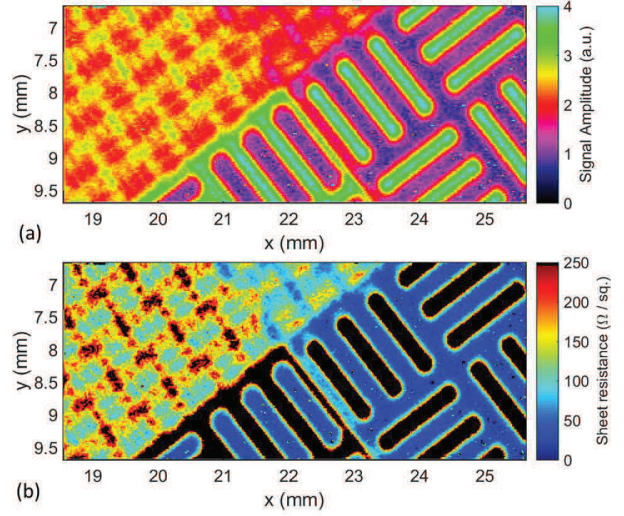 7
7.5
8
8.5
9
9.5
y (mm)
19 20 21 22 23 24 25
x (mm)
4
3
2
1
0
Signal Amplitude (a.u.)
(a)
7
7.5
8
8.5
9
9.5
y (mm)
19 20 21 22 23 24 25
x (mm)
250
200
150
100
50
0
Sheet resistance (Ω / sq.)
(b)